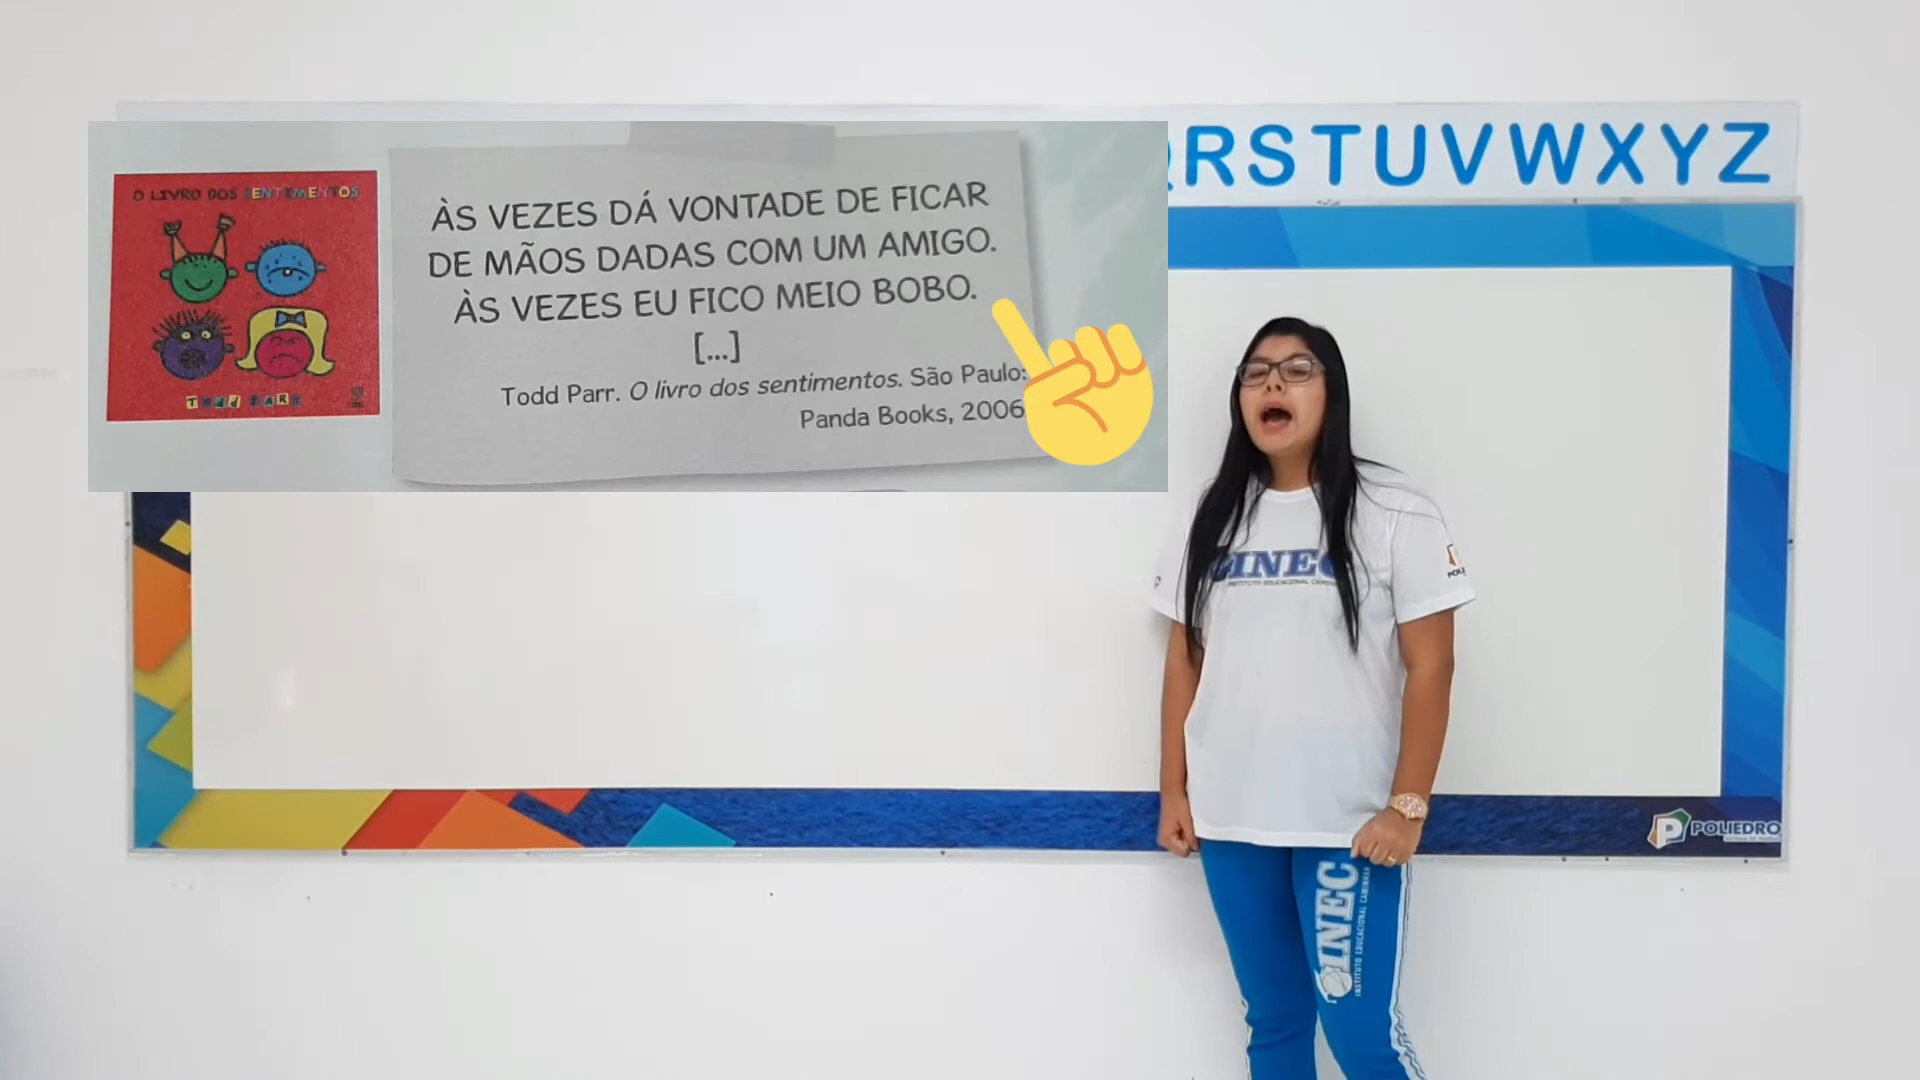 RSTUVWXYZ
O LIVRO DOS SENTIMENTOS
TODD PARR
ÀS VEZES DÁ VONTADE DE FICAR
DE MÃOS DADAS COM UM AMIGO.
ÀS VEZES EU FICO MEIO BOBO.
[...]
Todd Parr. O livro dos sentimentos. São Paulo:
Panda Books, 2006
INEC
POLIEDRO
INEC
INSTITUTO EDUCACIONAL CAMINHAR